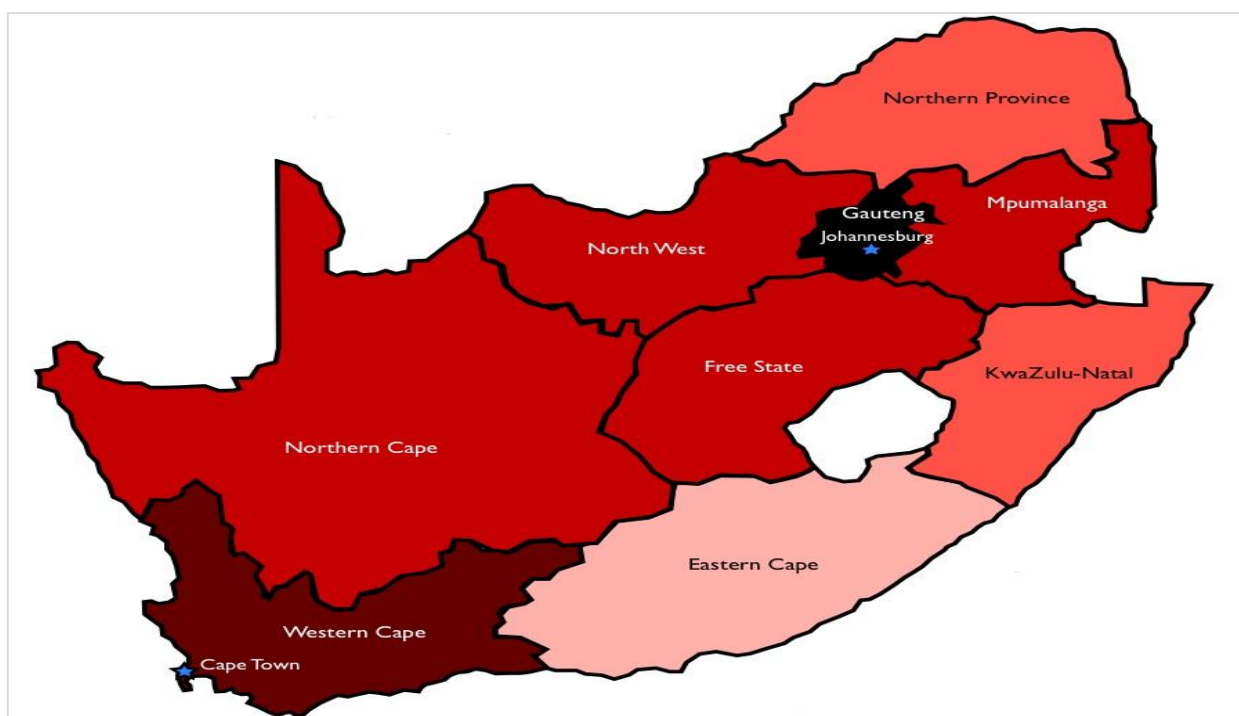 Northern Province
Mpumalanga
Gauteng
Johannesburg
North West
Free State
KwaZulu-Natal
Northern Cape
Eastern Cape
Western Cape
Cape Town